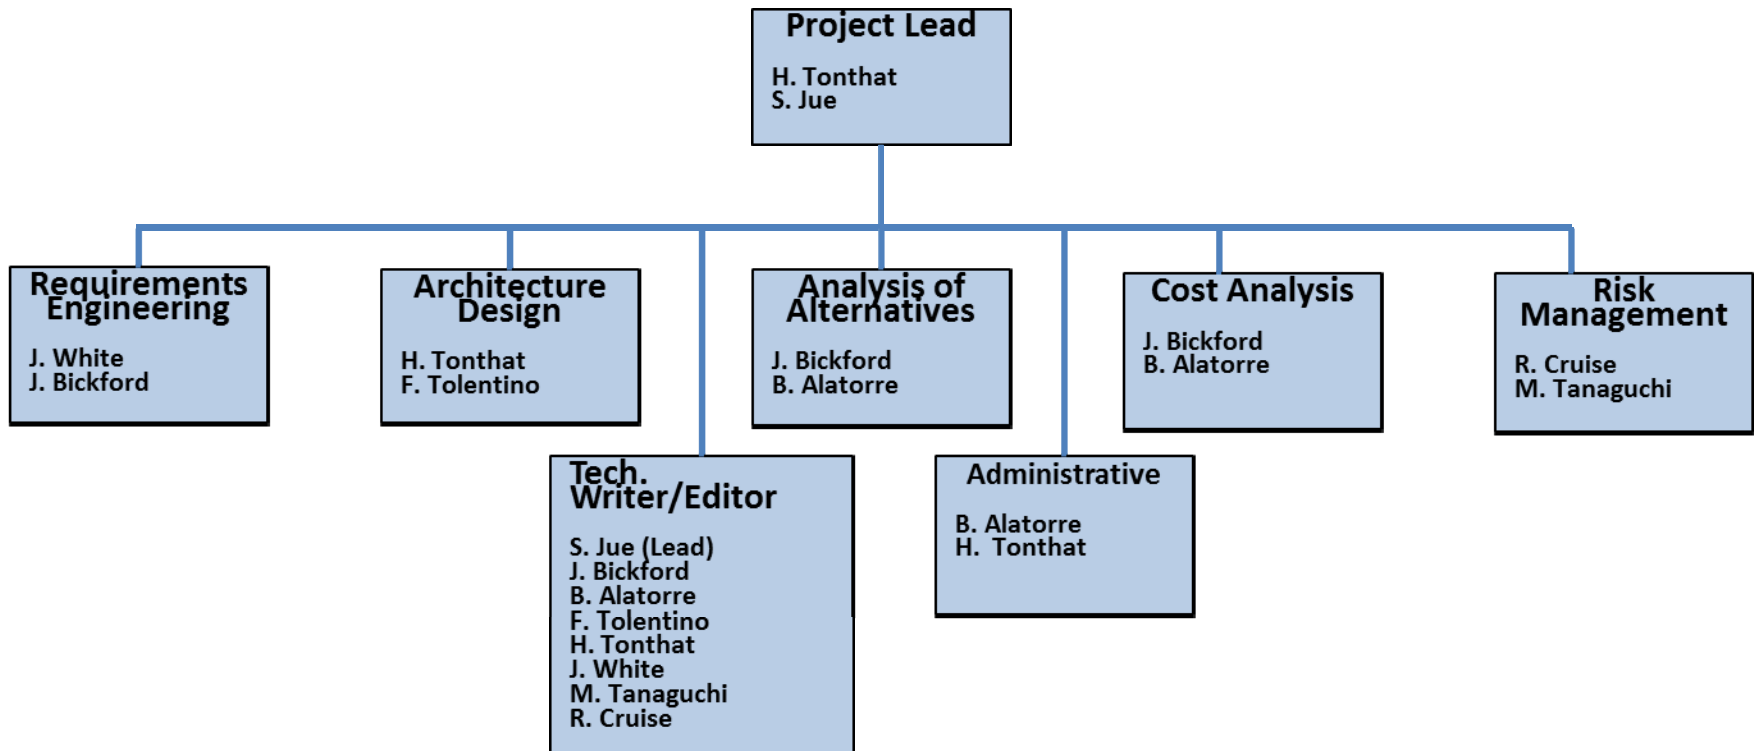 Project Lead
H. Tonthat
S. Jue
Requirements
Engineering
J. White
J. Bickford
Architecture
Design
H. Tonthat
F. Tolentino
Analysis of
Alternatives
J. Bickford
B. Alatorre
Cost Analysis
J. Bickford
B. Alatorre
Risk
Management
R. Cruise
M. Tanaguchi
Tech.
Writer/Editor
S. Jue (Lead)
J. Bickford
B. Alatorre
F. Tolentino
H. Tonthat
J. White
M. Tanaguchi
R. Cruise
Administrative
B. Alatorre
H.  Tonthat